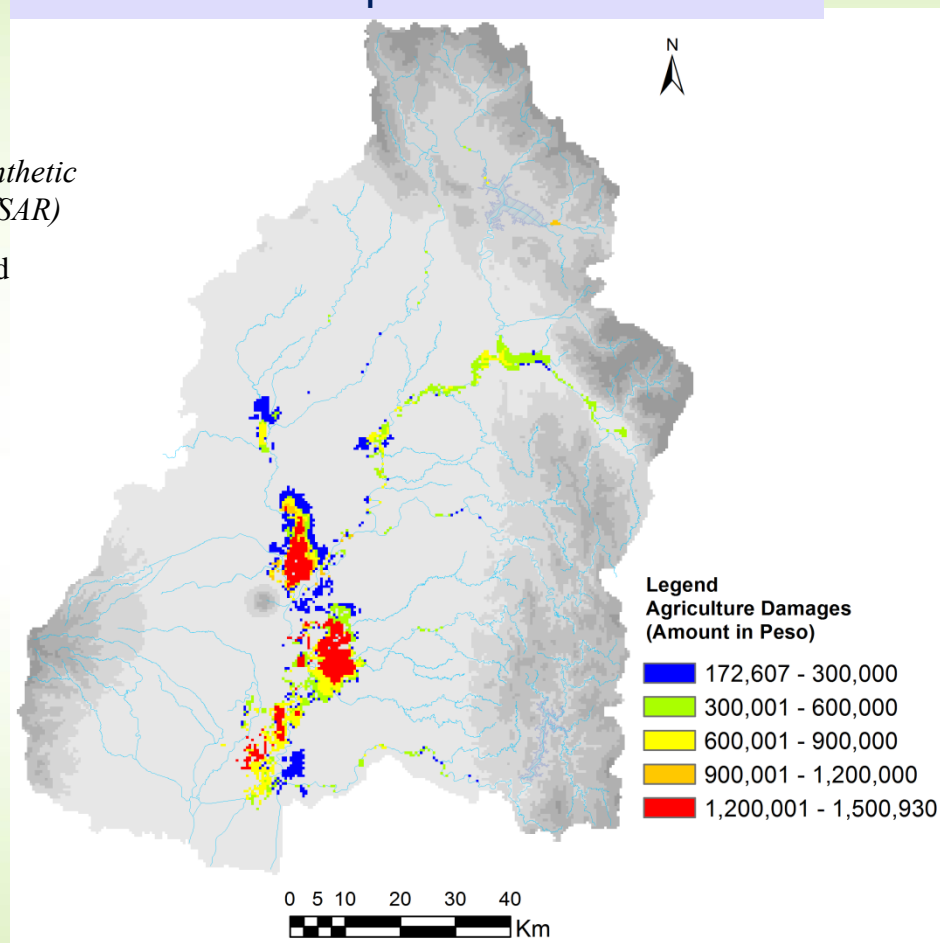 N
nthetic
SAR)
d
Legend
Agriculture Damages
(Amount in Peso)
172,607 - 300,000
300,001 - 600,000
600,001 - 900,000
900,001 - 1,200,000
1,200,001 - 1,500,930
0 5 10 20 30 40
Km